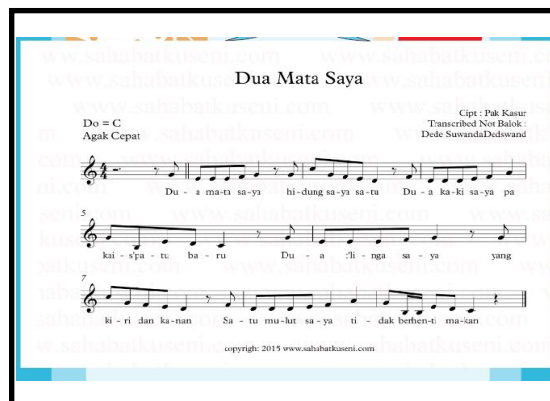 Dua Mata Saya
Do = C
Agak Cepat
Cipt : Pak Kasur
Transcribed Not Balok :
Dede SuwandaDedswand
Du - a ma-ta sa-ya hi-dung sa-ya sa-tu Du - a ka-ki sa-ya pa
5
kai - s'pa - tu ba - ru Du - a :'li - nga sa - ya yang
7
ki - ri dan ka-nan Sa - tu mu-lut sa-ya ti - dak berhen-ti ma-kan
copyrigh: 2015 www.sahabatkuseni.com